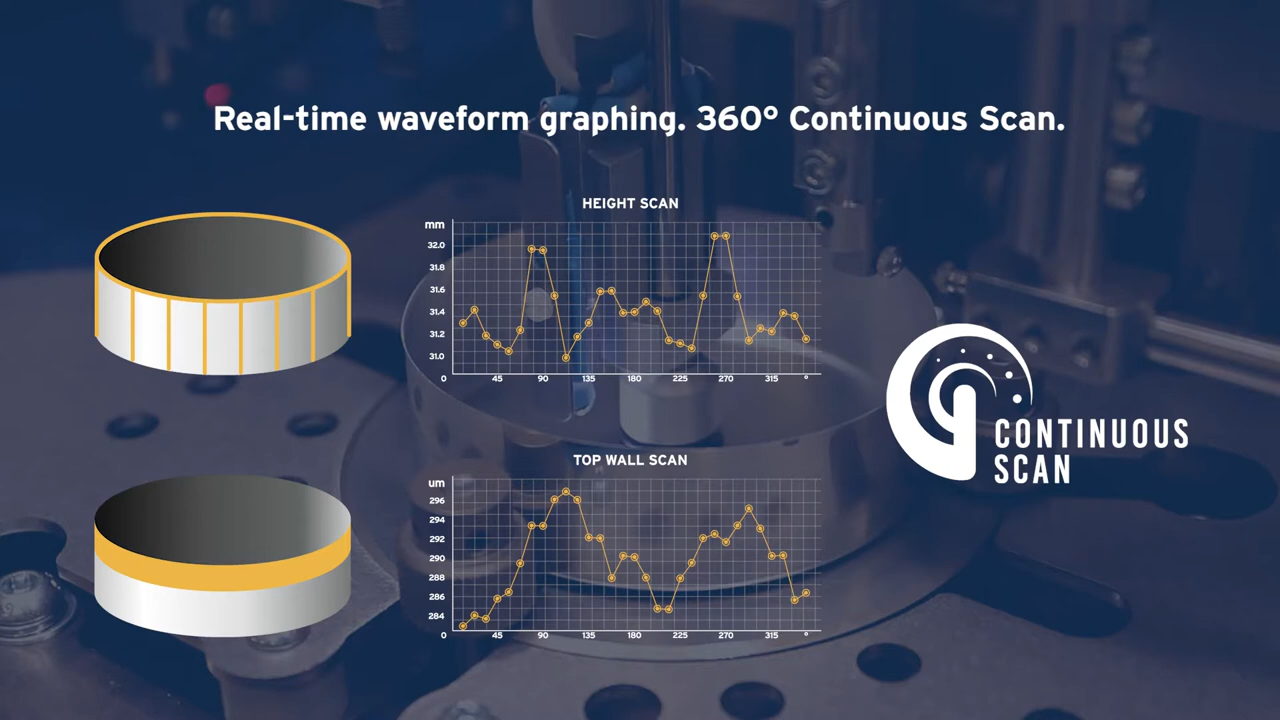 Real-time waveform graphing. 360° Continuous Scan.
HEIGHT SCAN
mm
32.0
31.8
31.6
31.4
31.2
31.0
0 45 90 135 180 225 270 315 °
TOP WALL SCAN
um
296
294
292
290
288
286
284
0 45 90 135 180 225 270 315 °
CONTINUOUS
SCAN